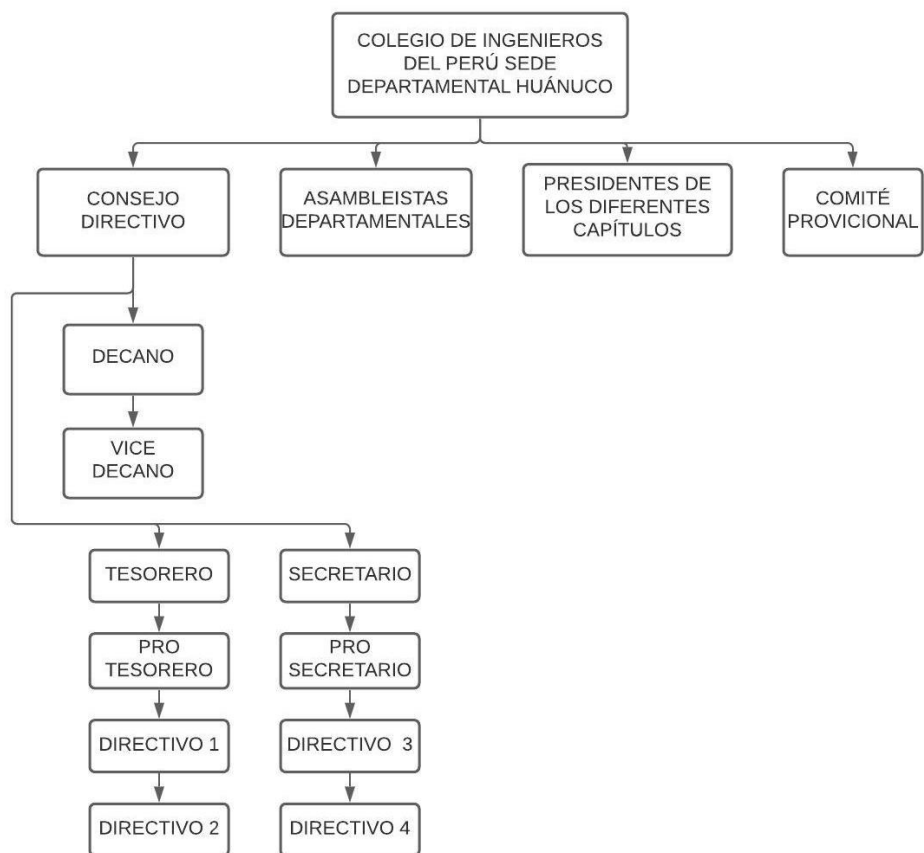 COLEGIO DE INGENIEROS
DEL PERÚ SEDE
DEPARTAMENTAL HUÁNUCO
CONSEJO
DIRECTIVO
ASAMBLEISTAS
DEPARTAMENTALES
PRESIDENTES DE
LOS DIFERENTES
CAPÍTULOS
COMITÉ
PROVICIONAL
DECANO
VICE
DECANO
TESORERO
SECRETARIO
PRO
TESORERO
PRO
SECRETARIO
DIRECTIVO 1
DIRECTIVO 3
DIRECTIVO 2
DIRECTIVO 4